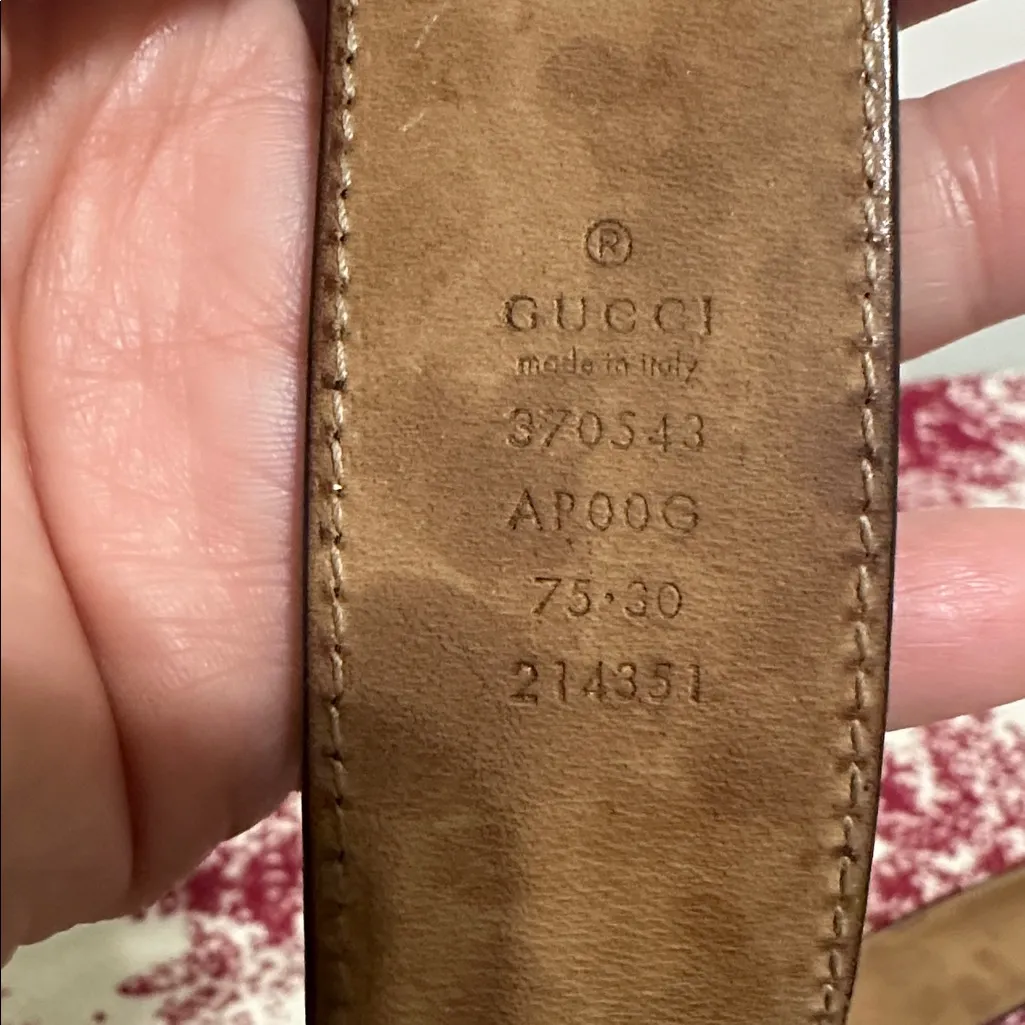 ®
GUCCI
made in italy
370543
AP00G
75·30
214351